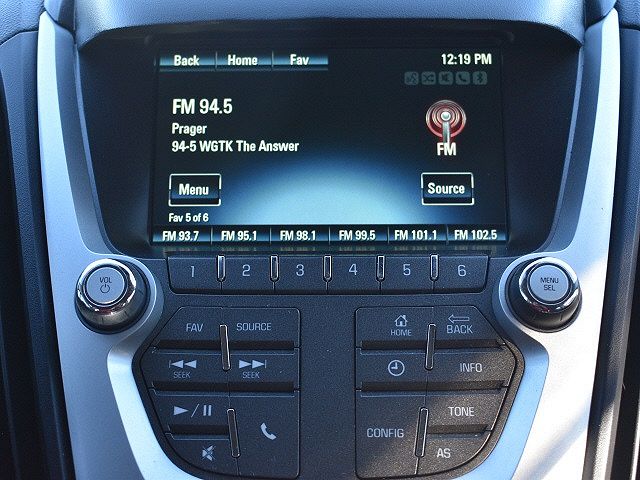 Back Home Fav 12:19 PM
FM 94.5
Prager
94-5 WGTK The Answer
FM
Menu Source
Fav 5 of 6
FM 93.7 FM 95.1 FM 98.1 FM 99.5 FM 101.1 FM 102.5
1 2 3 4 5 6
VOL
MENU
SEL
FAV SOURCE HOME BACK
SEEK SEEK INFO
CONFIG TONE
AS